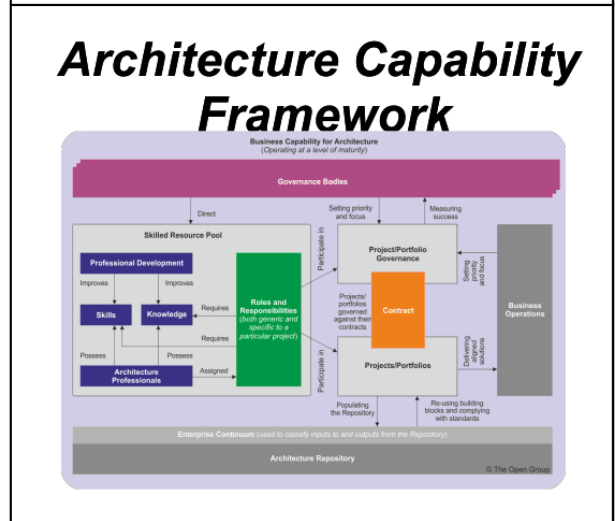 Architecture Capability
Framework
Business Capability for Architecture
(Operating at a level of maturity)
Governance Bodies
Direct
Setting priority
and focus
Measuring
success
Skilled Resource Pool
Professional Development
Improves
Improves
Skills
Knowledge
Requires
Requires
Possess
Possess
Architecture
Professionals
Assigned
Roles and
Responsibilities
(both generic and
specific to a
particular project)
Participate in
Participate in
Project/Portfolio
Governance
Projects/
portfolios
governed
against their
contracts
Contract
Projects/Portfolios
Setting
priority
and focus
Delivering
aligned
solutions
Business
Operations
Populating
the Repository
Re-using building
blocks and complying
with standards
Enterprise Continuum (used to classify inputs to and outputs from the Repository)
Architecture Repository
© The Open Group